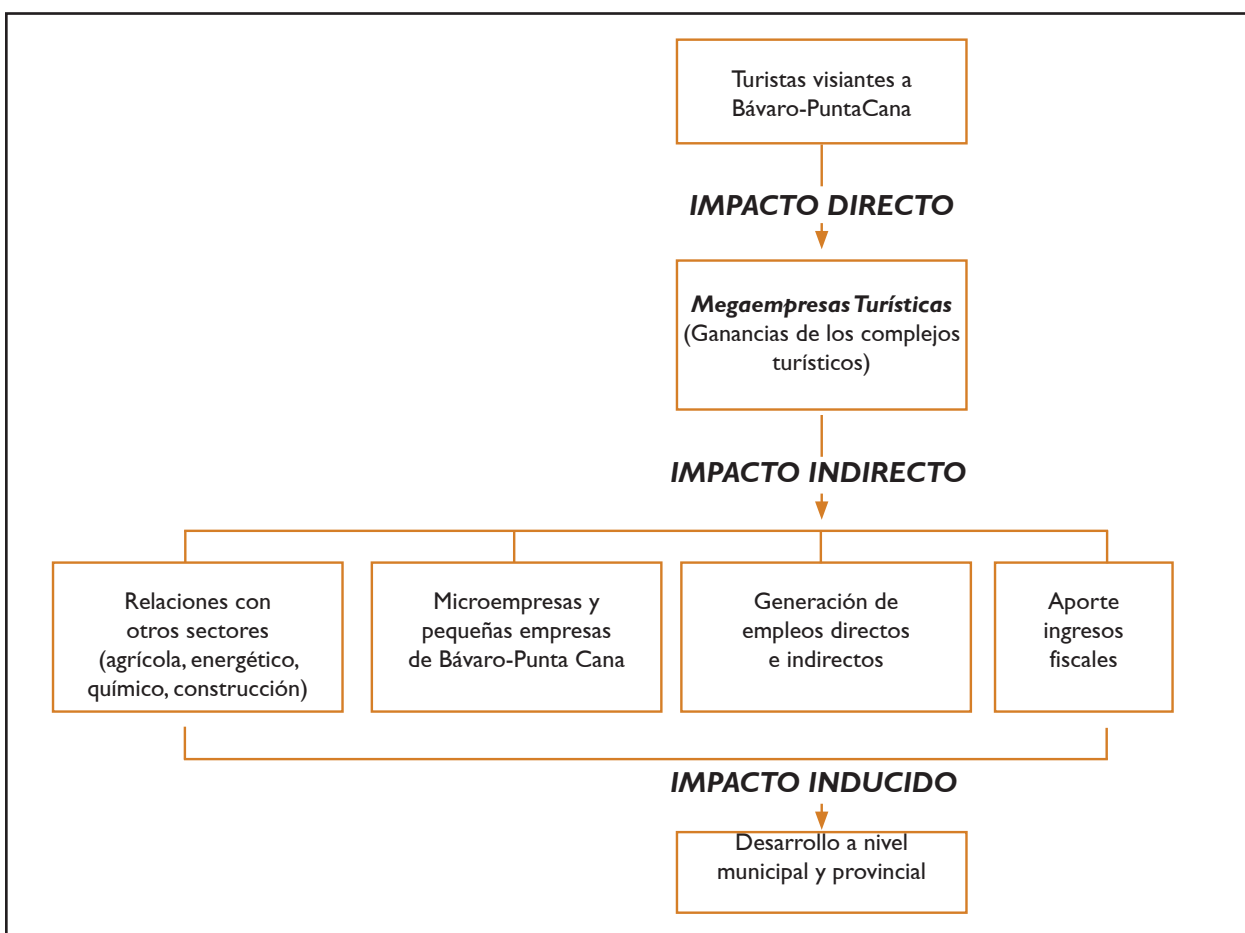 Turistas visiantes a
Bávaro-PuntaCana
IMPACTO DIRECTO
Megaempresas Turísticas
(Ganancias de los complejos
turísticos)
IMPACTO INDIRECTO
Relaciones con
otros sectores
(agrícola, energético,
químico, construcción)
Microempresas y
pequeñas empresas
de Bávaro-Punta Cana
Generación de
empleos directos
e indirectos
Aporte
ingresos
fiscales
IMPACTO INDUCIDO
Desarrollo a nivel
municipal y provincial